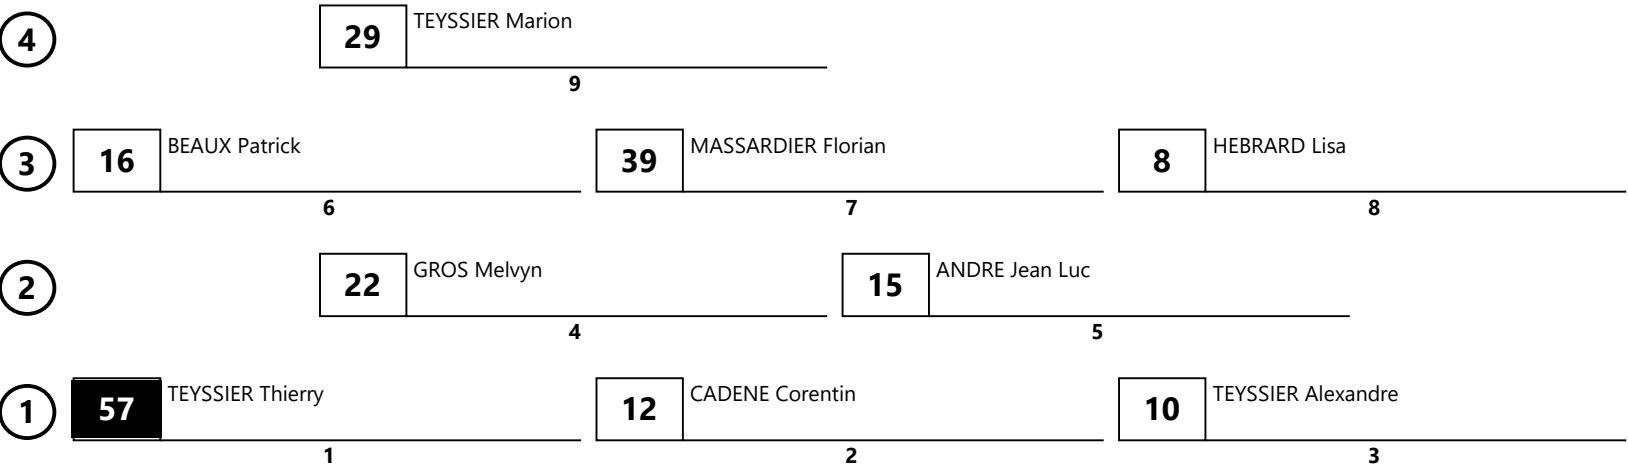 4
29 TEYSSIER Marion
9
3
16 BEAUX Patrick
39 MASSARDIER Florian
8 HEBRARD Lisa
6
7
8
2
22 GROS Melvyn
15 ANDRE Jean Luc
4
5
1
57 TEYSSIER Thierry
12 CADENE Corentin
10 TEYSSIER Alexandre
1
2
3